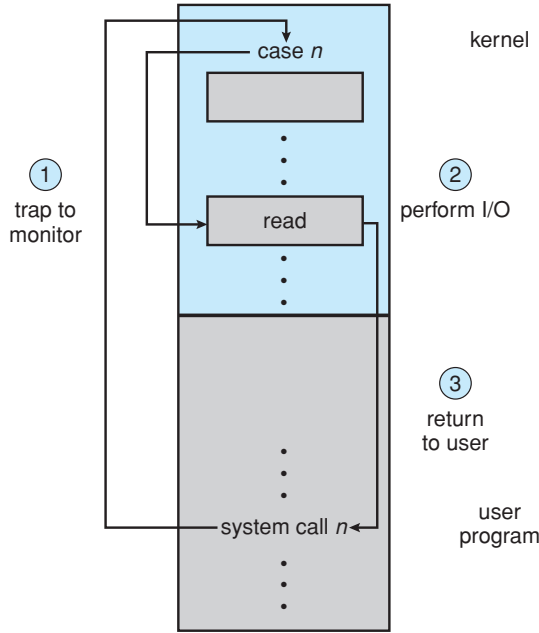 case n
kernel
1
trap to
monitor
read
2
perform I/O
3
return
to user
system call n
user
program